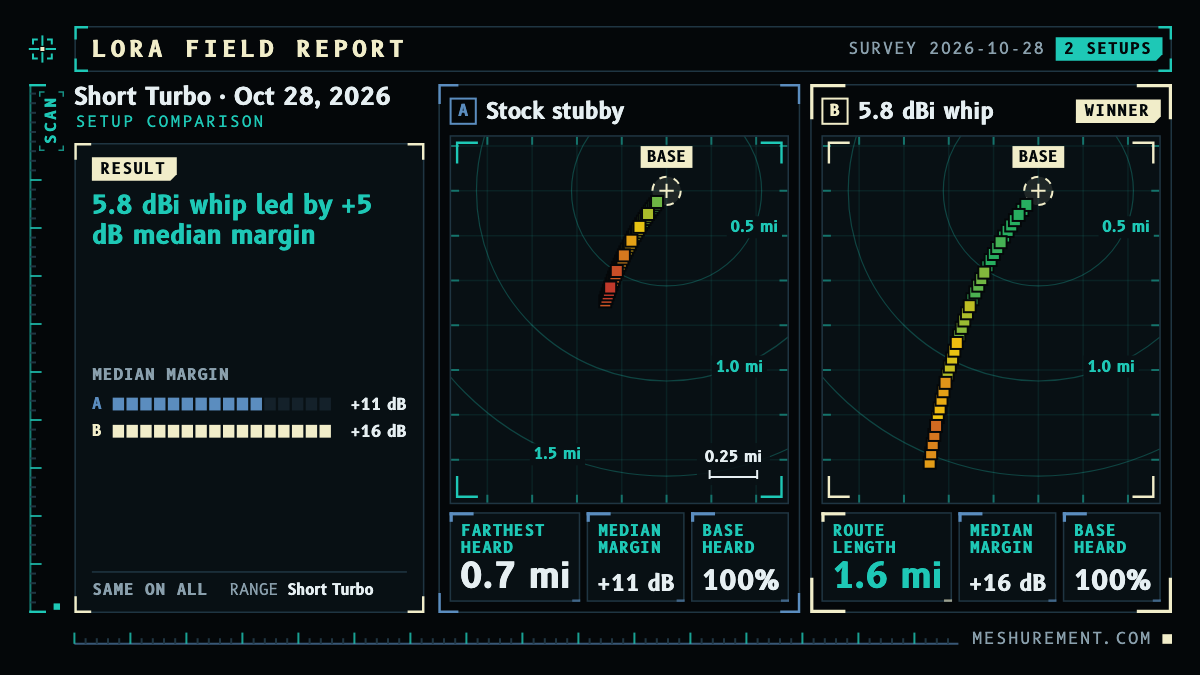 LORA FIELD REPORT
SURVEY 2026-10-28
2 SETUPS
SCAN
Short Turbo · Oct 28, 2026
SETUP COMPARISON
RESULT
5.8 dBi whip led by +5
dB median margin
MEDIAN MARGIN
A +11 dB
B +16 dB
SAME ON ALL RANGE Short Turbo
A Stock stubby
BASE
0.5 mi
1.0 mi
1.5 mi
0.25 mi
FARTHEST
HEARD
0.7 mi
MEDIAN
MARGIN
+11 dB
BASE
HEARD
100%
B 5.8 dBi whip
WINNER
BASE
0.5 mi
1.0 mi
ROUTE
LENGTH
1.6 mi
MEDIAN
MARGIN
+16 dB
BASE
HEARD
100%
MESHUREMENT.COM